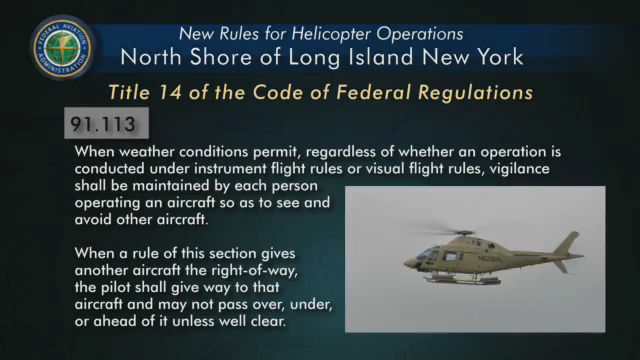 FEDERAL AVIATION
ADMINISTRATION
New Rules for Helicopter Operations
North Shore of Long Island New York
Title 14 of the Code of Federal Regulations
91.113
When weather conditions permit, regardless of whether an operation is
conducted under instrument flight rules or visual flight rules, vigilance
shall be maintained by each person
operating an aircraft so as to see and
avoid other aircraft.
When a rule of this section gives
another aircraft the right-of-way,
the pilot shall give way to that
aircraft and may not pass over, under,
or ahead of it unless well clear.